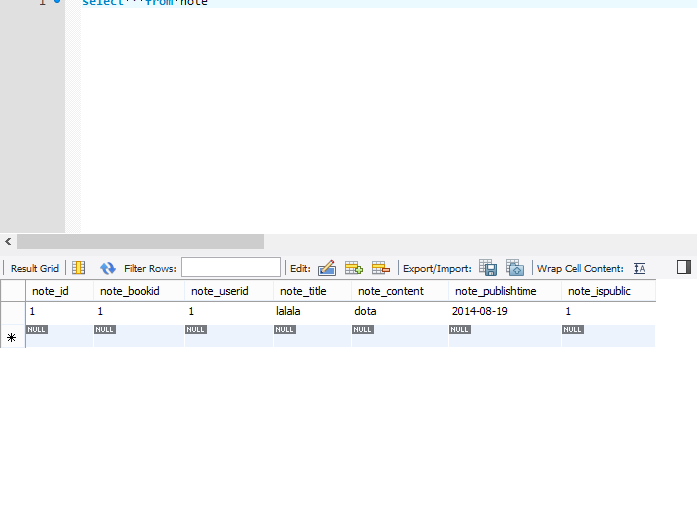 1 select * from note
Result Grid Filter Rows: Edit: Export/Import: Wrap Cell Content: IA
note_id note_bookid note_userid note_title note_content note_publishtime note_ispublic
1 1 1 lalala dota 2014-08-19 1
NULL NULL NULL NULL NULL NULL NULL